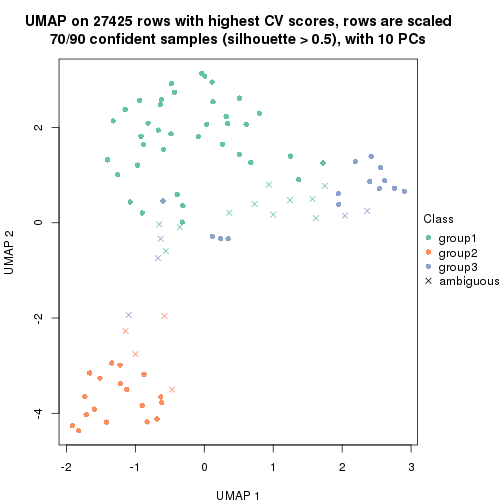 UMAP on 27425 rows with highest CV scores, rows are scaled
70/90 confident samples (silhouette > 0.5), with 10 PCs
2
0
-2
-4
UMAP 2
-2
-1
0
1
2
3
UMAP 1
Class
group1
group2
group3
ambiguous